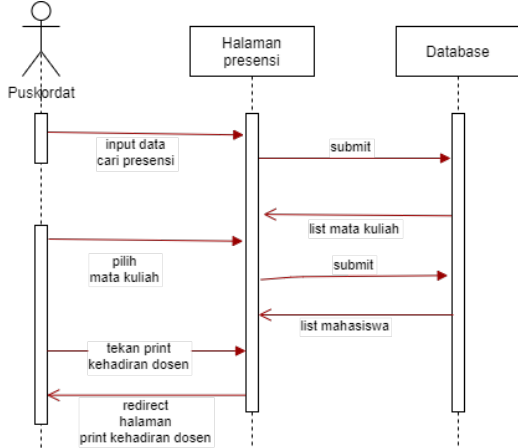 Puskordat
Halaman
presensi
Database
input data
cari presensi
submit
list mata kuliah
pilih
mata kuliah
submit
list mahasiswa
tekan print
kehadiran dosen
redirect
halaman
print kehadiran dosen